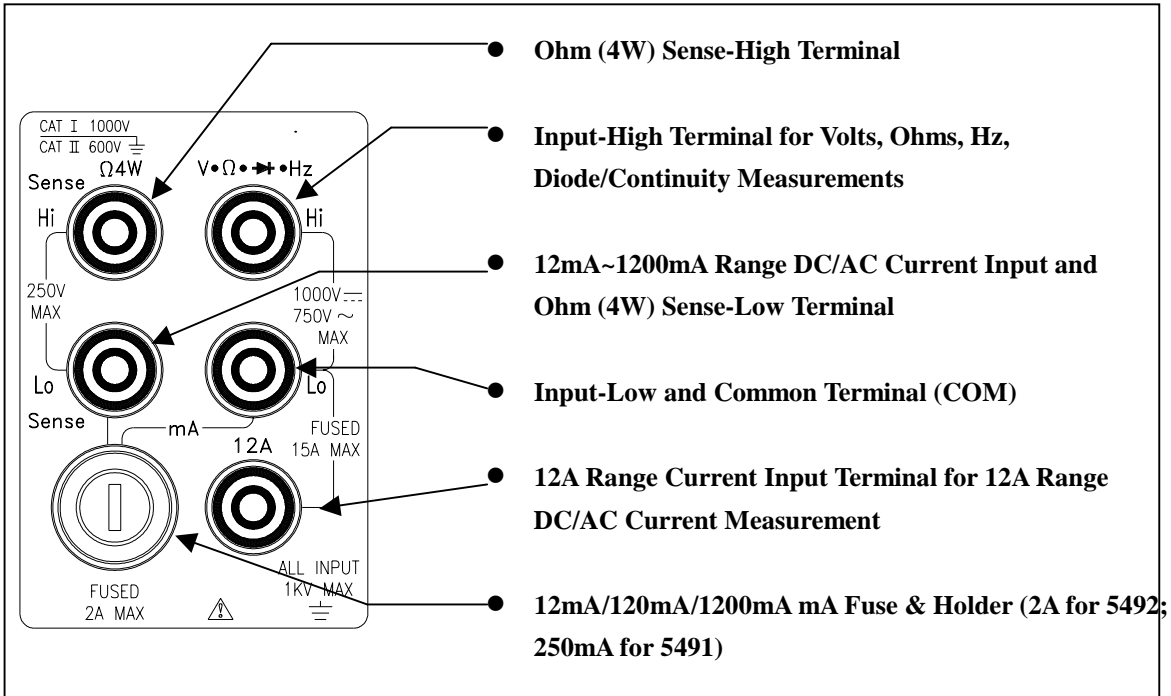 ● Ohm (4W) Sense-High Terminal
● Input-High Terminal for Volts, Ohms, Hz,
Diode/Continuity Measurements
● 12mA~1200mA Range DC/AC Current Input and
Ohm (4W) Sense-Low Terminal
● Input-Low and Common Terminal (COM)
● 12A Range Current Input Terminal for 12A Range
DC/AC Current Measurement
● 12mA/120mA/1200mA mA Fuse & Holder (2A for 5492;
250mA for 5491)
CAT I 1000V
CAT II 600V
Ω4W
V•Ω•⯈•Hz
Sense
Hi
Hi
250V
MAX
1000V⎓
750V～
MAX
Lo
Lo
Sense
mA
FUSED
15A MAX
12A
ALL INPUT
1KV MAX
FUSED
2A MAX